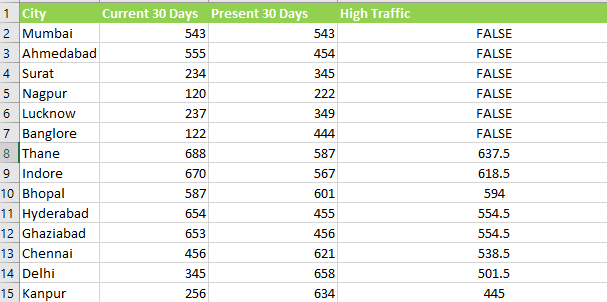 1 City Current 30 Days Present 30 Days High Traffic
2 Mumbai 543 543 FALSE
3 Ahmedabad 555 454 FALSE
4 Surat 234 345 FALSE
5 Nagpur 120 222 FALSE
6 Lucknow 237 349 FALSE
7 Banglore 122 444 FALSE
8 Thane 688 587 637.5
9 Indore 670 567 618.5
10 Bhopal 587 601 594
11 Hyderabad 654 455 554.5
12 Ghaziabad 653 456 554.5
13 Chennai 456 621 538.5
14 Delhi 345 658 501.5
15 Kanpur 256 634 445